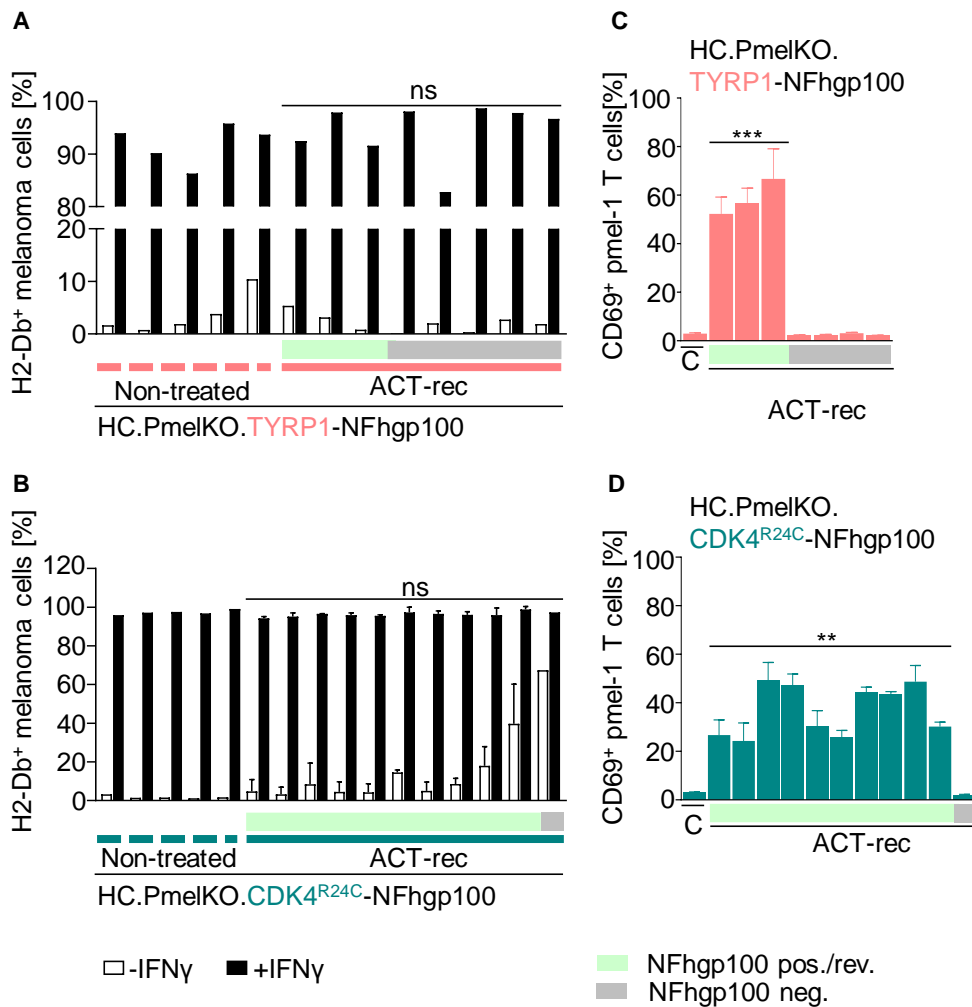 A
H2-Db⁺ melanoma cells [%]
100
90
80
20
10
0
ns
Non-treated
ACT-rec
HC.PmelKO.TYRP1-NFhgp100
C
HC.PmelKO.
TYRP1-NFhgp100
CD69⁺ pmel-1 T cells[%]
100
80
60
40
20
0
***
C
ACT-rec
B
H2-Db⁺ melanoma cells [%]
120
100
80
60
40
20
0
ns
Non-treated
ACT-rec
HC.PmelKO.CDK4ᴿ²⁴ᶜ-NFhgp100
D
HC.PmelKO.
CDK4ᴿ²⁴ᶜ-NFhgp100
CD69⁺ pmel-1 T cells [%]
100
80
60
40
20
0
**
C
ACT-rec
-IFNγ +IFNγ
NFhgp100 pos./rev.
NFhgp100 neg.